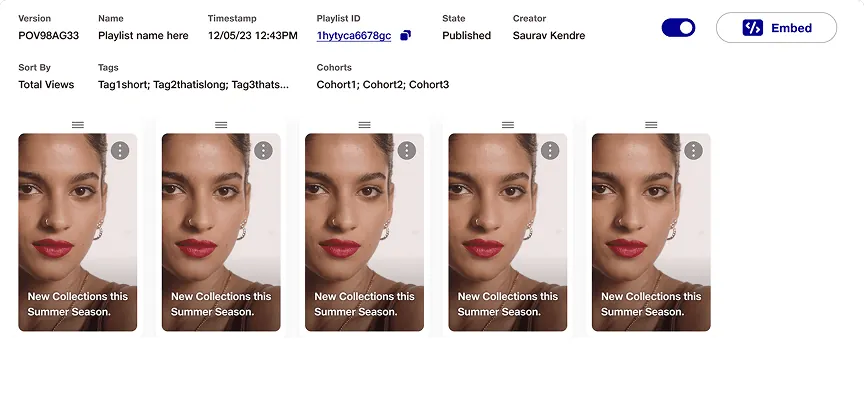 Version Name Timestamp Playlist ID State Creator
POV98AG33 Playlist name here 12/05/23 12:43PM 1hytyca6678gc Published Saurav Kendre Embed
Sort By Tags Cohorts
Total Views Tag1short; Tag2thatislong; Tag3thats... Cohort1; Cohort2; Cohort3
New Collections this New Collections this New Collections this New Collections this New Collections this
Summer Season. Summer Season. Summer Season. Summer Season. Summer Season.